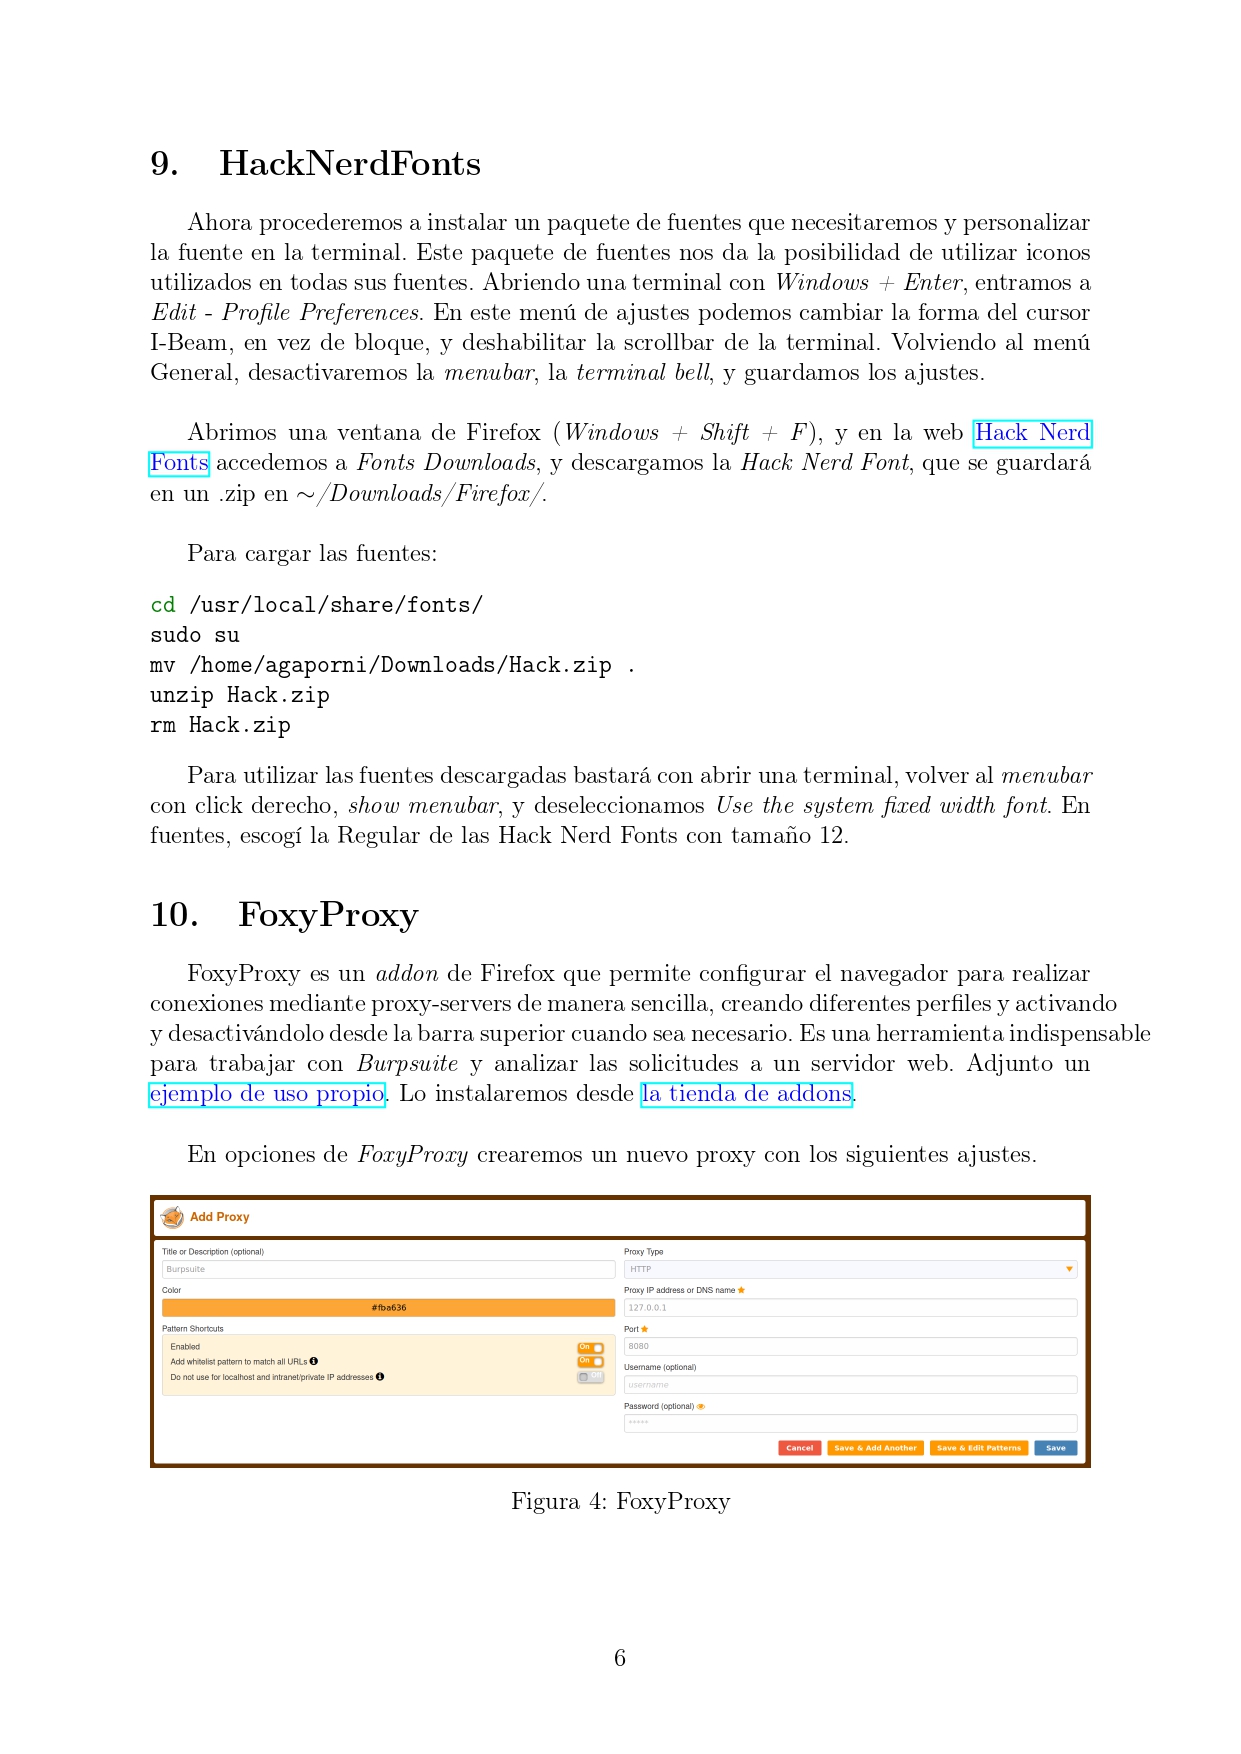 9. HackNerdFonts
Ahora procederemos a instalar un paquete de fuentes que necesitaremos y personalizar
la fuente en la terminal. Este paquete de fuentes nos da la posibilidad de utilizar iconos
utilizados en todas sus fuentes. Abriendo una terminal con Windows + Enter, entramos a
Edit - Profile Preferences. En este menú de ajustes podemos cambiar la forma del cursor
I-Beam, en vez de bloque, y deshabilitar la scrollbar de la terminal. Volviendo al menú
General, desactivaremos la menubar, la terminal bell, y guardamos los ajustes.
Abrimos una ventana de Firefox (Windows + Shift + F), y en la web Hack Nerd
Fonts accedemos a Fonts Downloads, y descargamos la Hack Nerd Font, que se guardará
en un .zip en ~/Downloads/Firefox/.
Para cargar las fuentes:
cd /usr/local/share/fonts/
sudo su
mv /home/agaporni/Downloads/Hack.zip .
unzip Hack.zip
rm Hack.zip
Para utilizar las fuentes descargadas bastará con abrir una terminal, volver al menubar
con click derecho, show menubar, y deseleccionamos Use the system fixed width font. En
fuentes, escogí la Regular de las Hack Nerd Fonts con tamaño 12.
10. FoxyProxy
FoxyProxy es un addon de Firefox que permite configurar el navegador para realizar
conexiones mediante proxy-servers de manera sencilla, creando diferentes perfiles y activando
y desactivándolo desde la barra superior cuando sea necesario. Es una herramienta indispensable
para trabajar con Burpsuite y analizar las solicitudes a un servidor web. Adjunto un
ejemplo de uso propio. Lo instalaremos desde la tienda de addons.
En opciones de FoxyProxy crearemos un nuevo proxy con los siguientes ajustes.
Add Proxy
Title or Description (optional)
Burpsuite
Color
#fba636
Pattern Shortcuts
Enabled On
Add whitelist pattern to match all URLs On
Do not use for localhost and intranet/private IP addresses Off
Proxy Type
HTTP
Proxy IP address or DNS name
127.0.0.1
Port
8080
Username (optional)
username
Password (optional)
*****
Cancel Save & Add Another Save & Edit Patterns Save
Figura 4: FoxyProxy
6